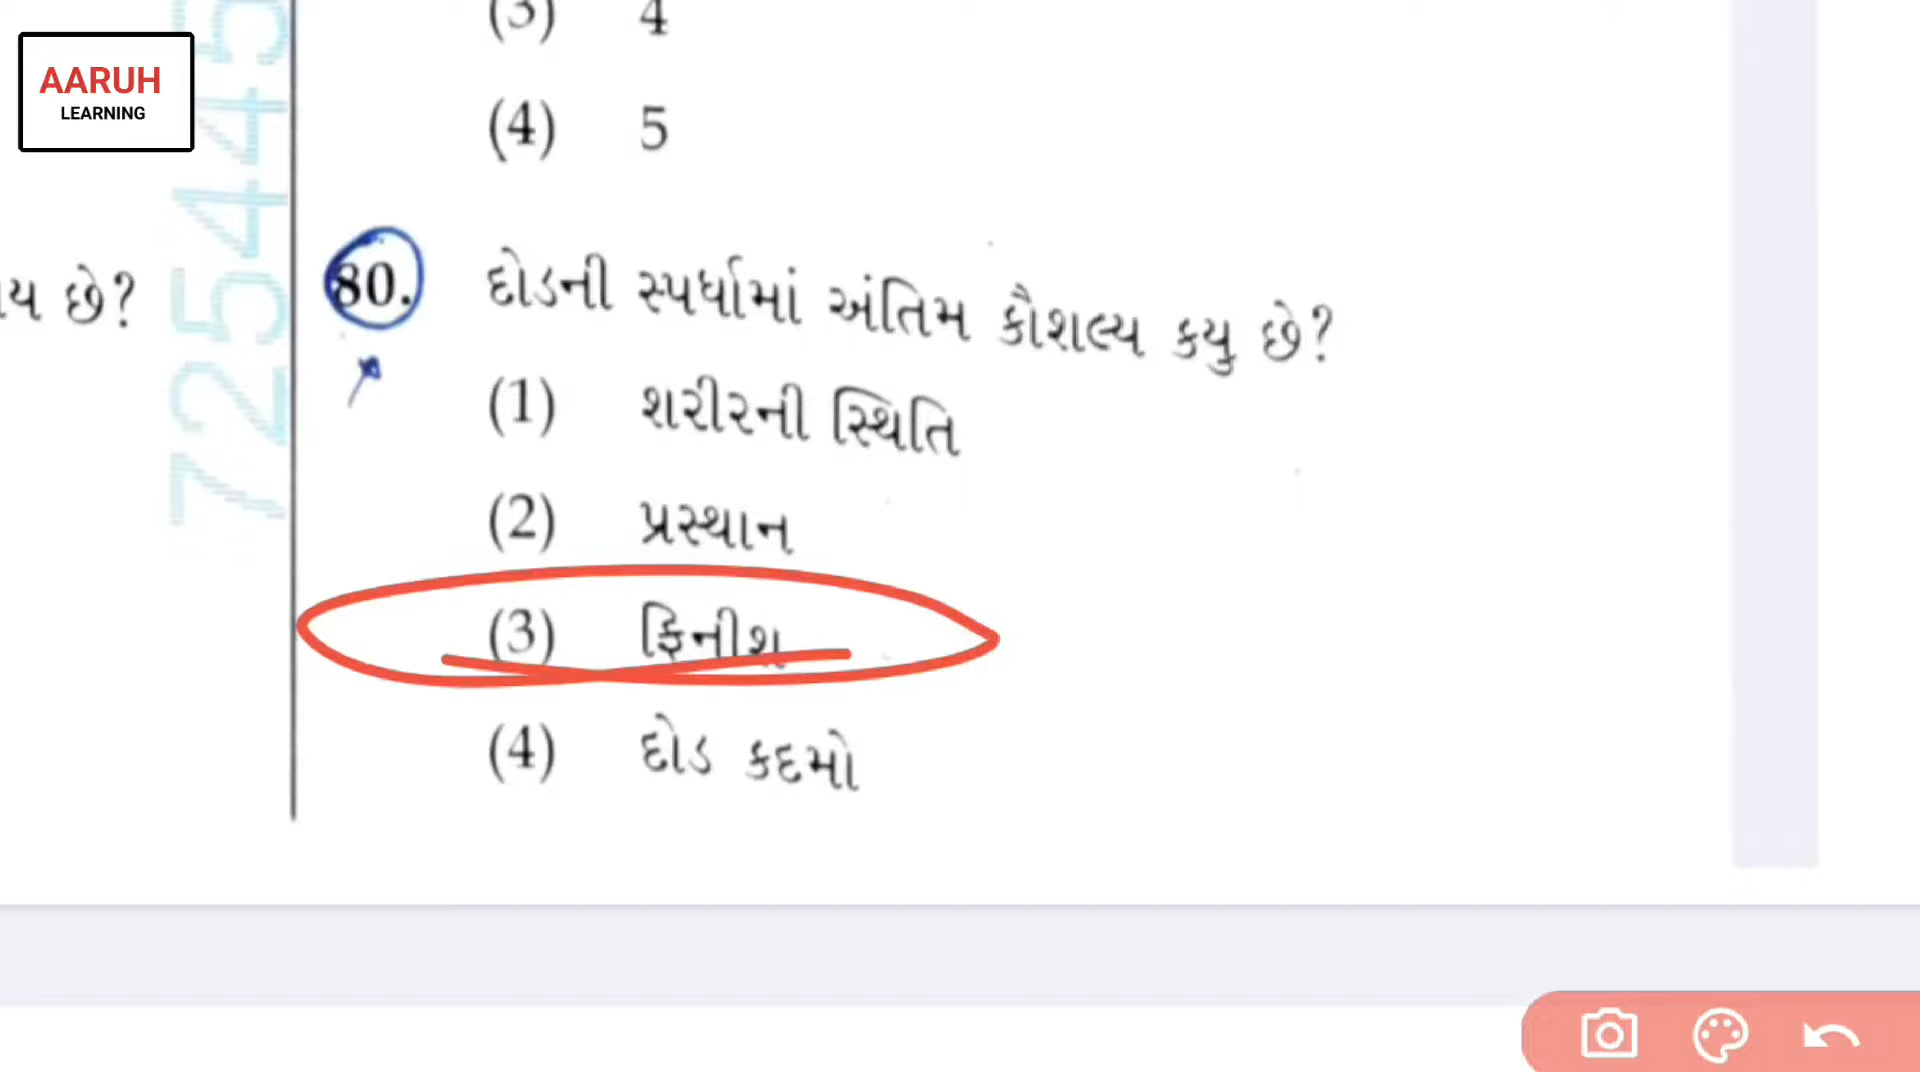 (3) 4
AARUH
LEARNING
(4) 5
725445
ય છે?
80. દોડની સ્પર્ધામાં અંતિમ કૌશલ્ય કયુ છે?
(1) શરીરની સ્થિતિ
(2) પ્રસ્થાન
(3) ફિનીશ
(4) દોડ કદમો